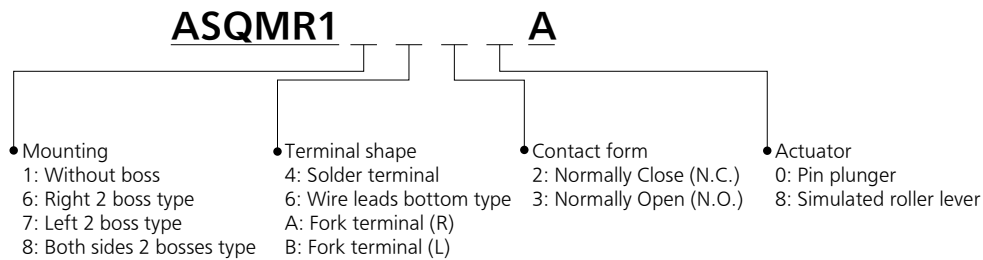 ASQMR1 _ _ _ _ A
Mounting
1: Without boss
6: Right 2 boss type
7: Left 2 boss type
8: Both sides 2 bosses type
Terminal shape
4: Solder terminal
6: Wire leads bottom type
A: Fork terminal (R)
B: Fork terminal (L)
Contact form
2: Normally Close (N.C.)
3: Normally Open (N.O.)
Actuator
0: Pin plunger
8: Simulated roller lever